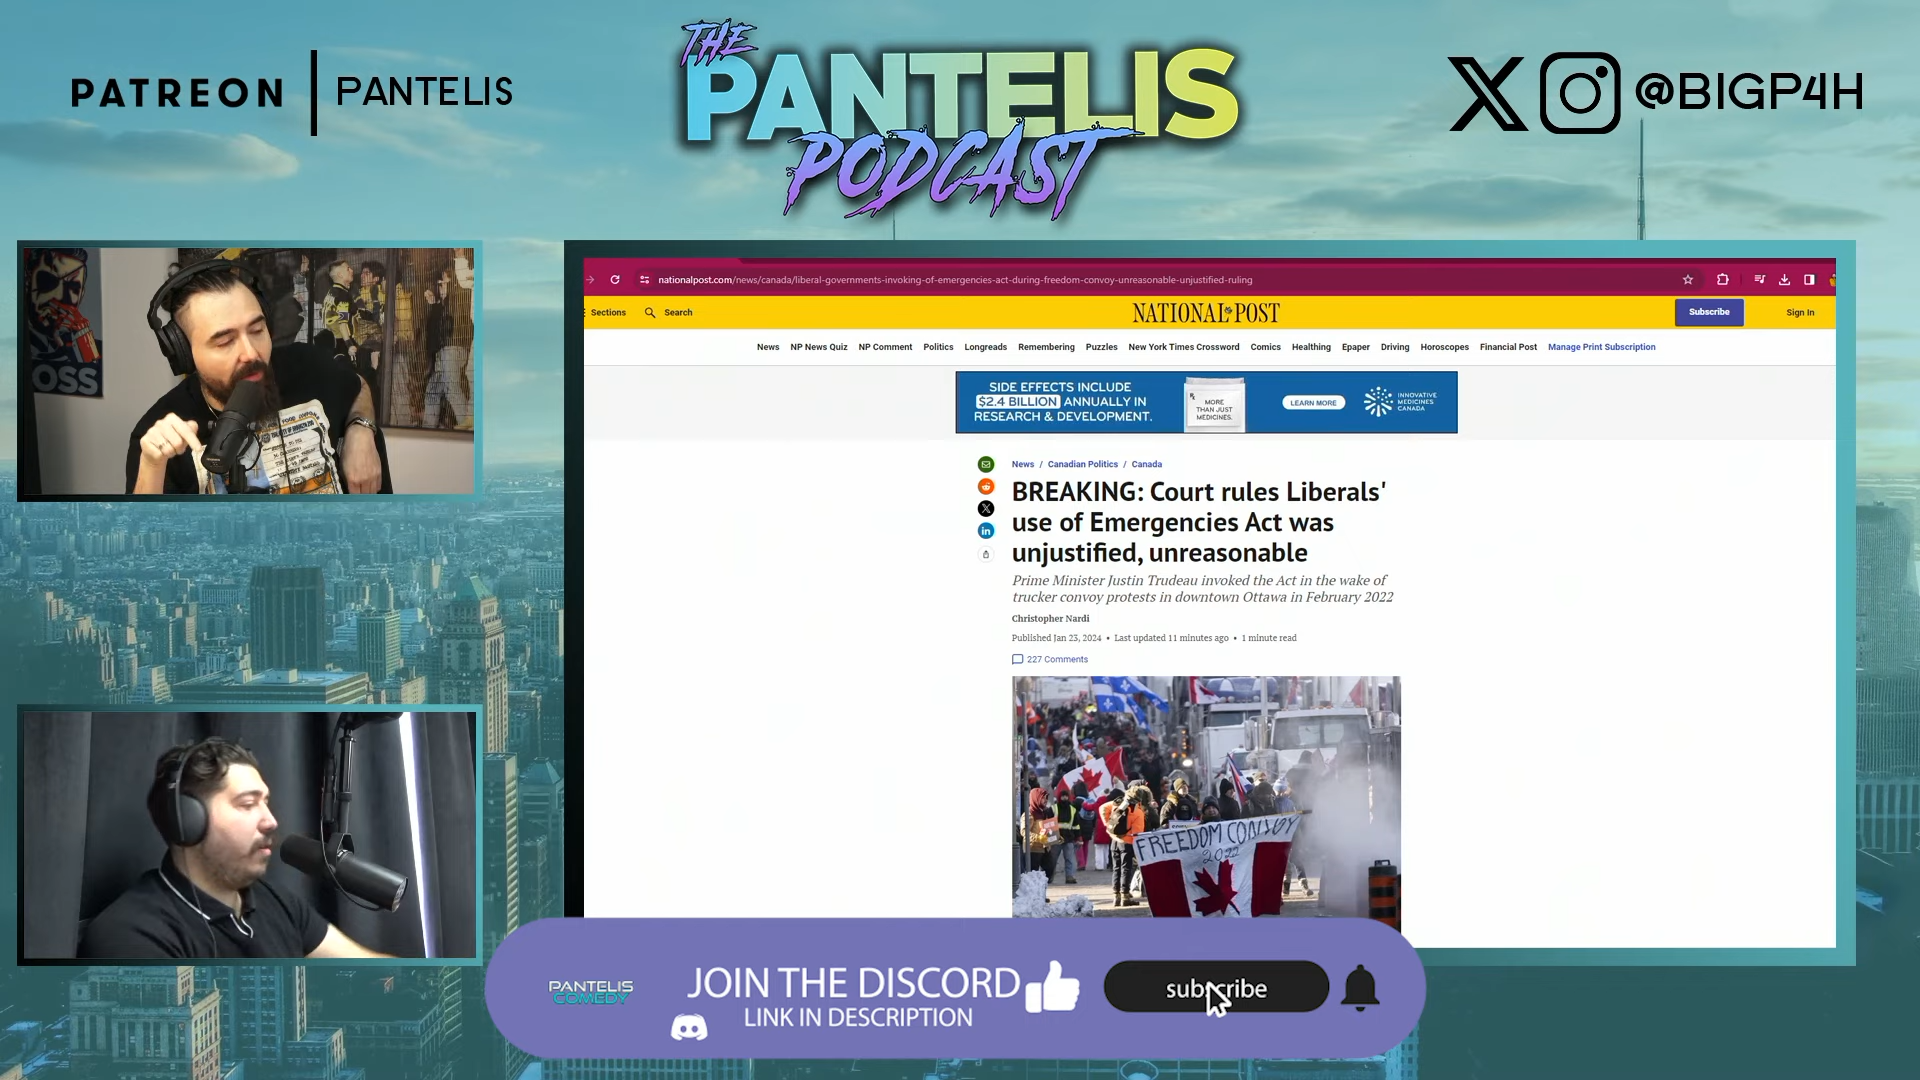 PATREON | PANTELIS
THE
PANTELIS
PODCAST
@BIGP4H
OSS
nationalpost.com/news/canada/liberal-governments-invoking-of-emergencies-act-during-freedom-convoy-unreasonable-unjustified-ruling
Sections
Search
NATIONAL POST
Subscribe
Sign In
News NP News Quiz NP Comment Politics Longreads Remembering Puzzles New York Times Crossword Comics Healthing Epaper Driving Horoscopes Financial Post Manage Print Subscription
SIDE EFFECTS INCLUDE
$2.4 BILLION ANNUALLY IN
RESEARCH & DEVELOPMENT.
MORE
THAN JUST
MEDICINES.
LEARN MORE
INNOVATIVE
MEDICINES
CANADA
News / Canadian Politics / Canada
BREAKING: Court rules Liberals'
use of Emergencies Act was
unjustified, unreasonable
Prime Minister Justin Trudeau invoked the Act in the wake of
trucker convoy protests in downtown Ottawa in February 2022
Christopher Nardi
Published Jan 23, 2024 • Last updated 11 minutes ago • 1 minute read
227 Comments
FREEDOM CONVOY
2022
PANTELIS
COMEDY
JOIN THE DISCORD
LINK IN DESCRIPTION
subscribe